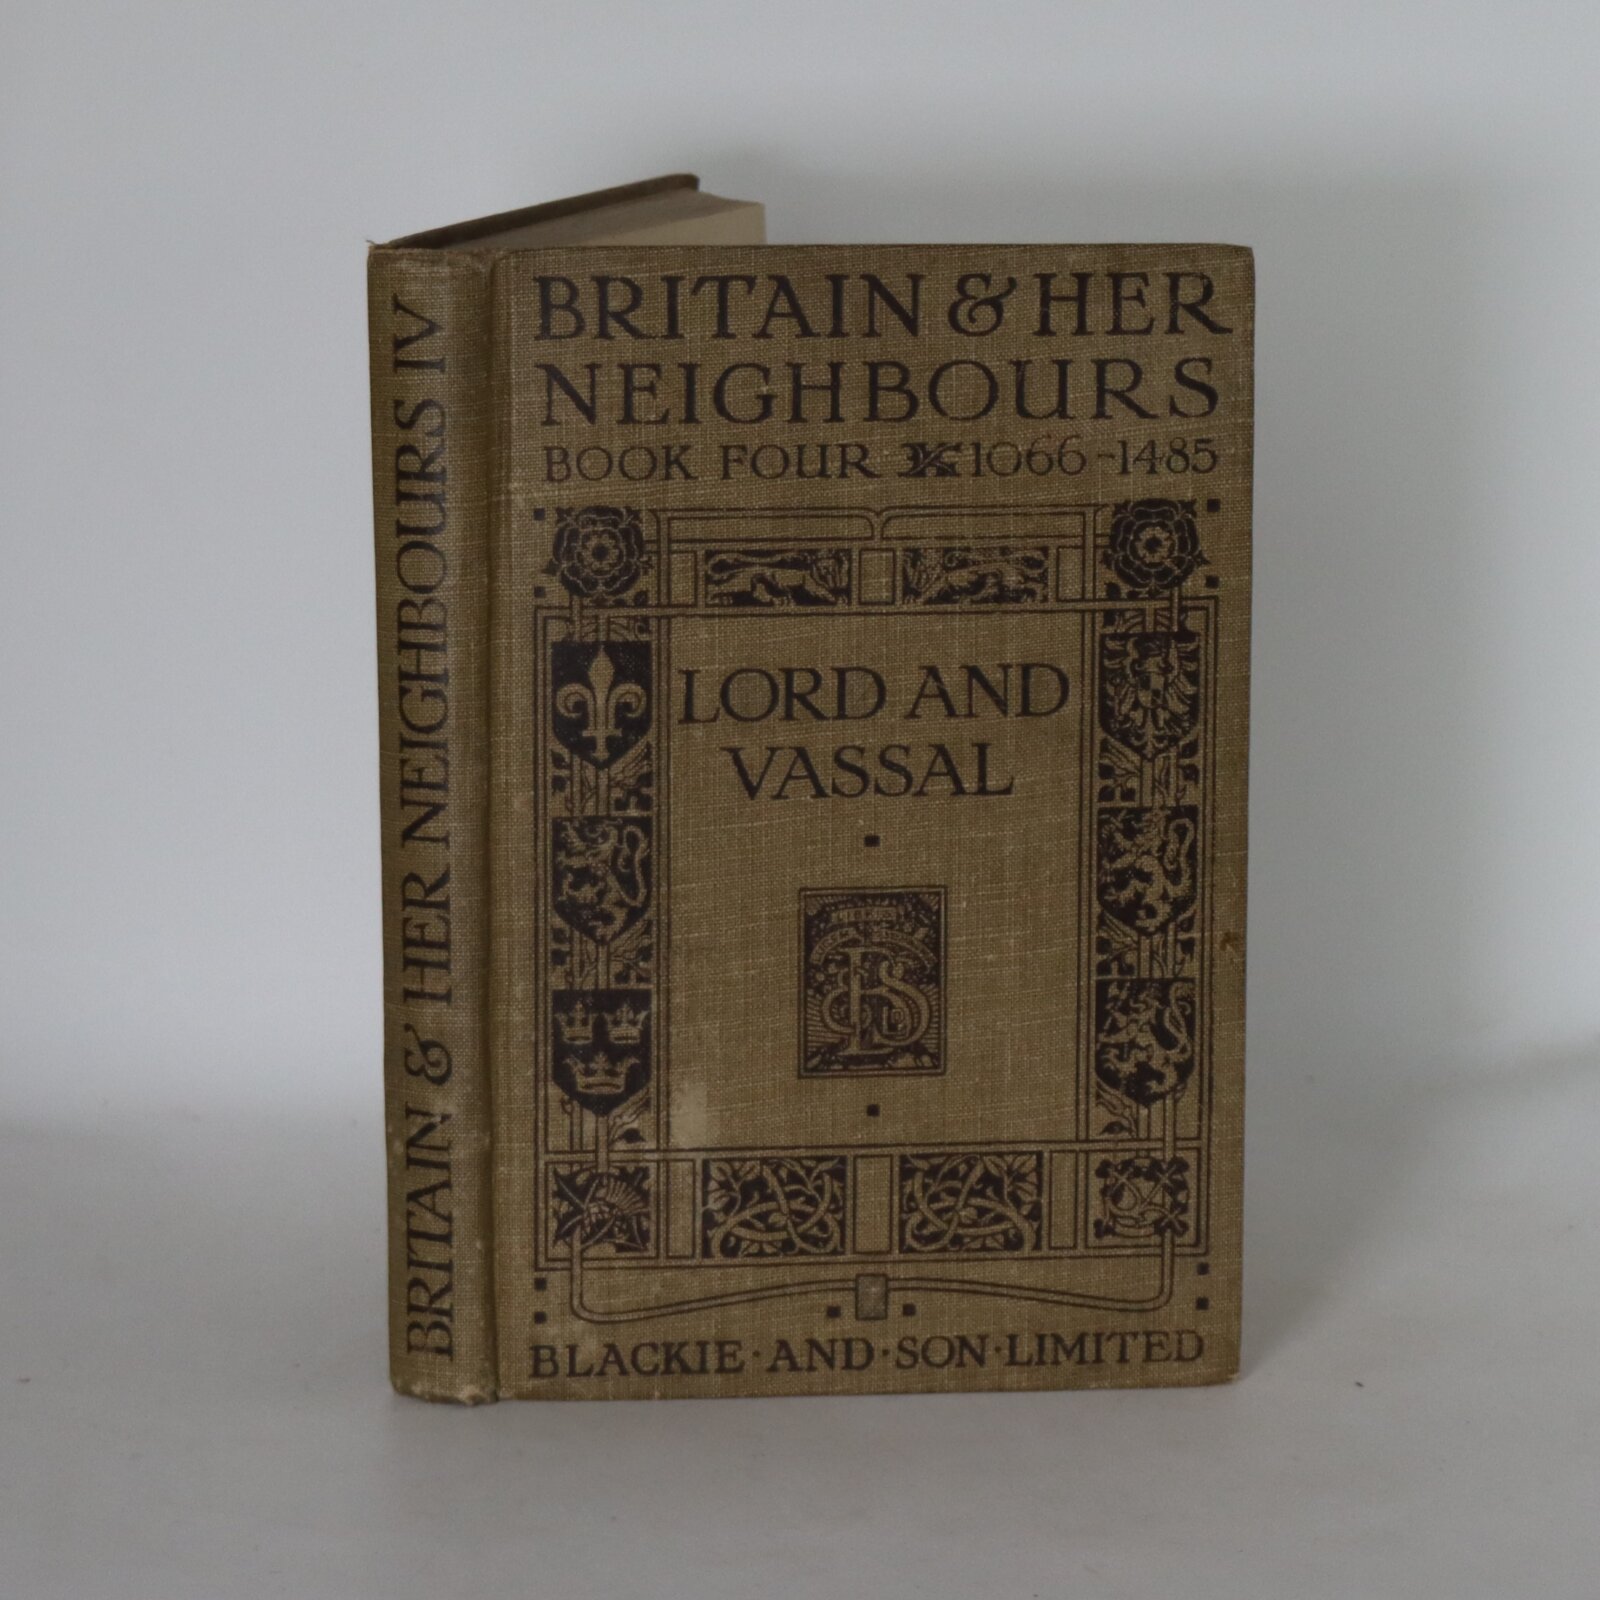 BRITAIN & HER NEIGHBOURS IV
BRITAIN & HER
NEIGHBOURS
BOOK FOUR 1066-1485
LORD AND
VASSAL
BLACKIE·AND·SON·LIMITED